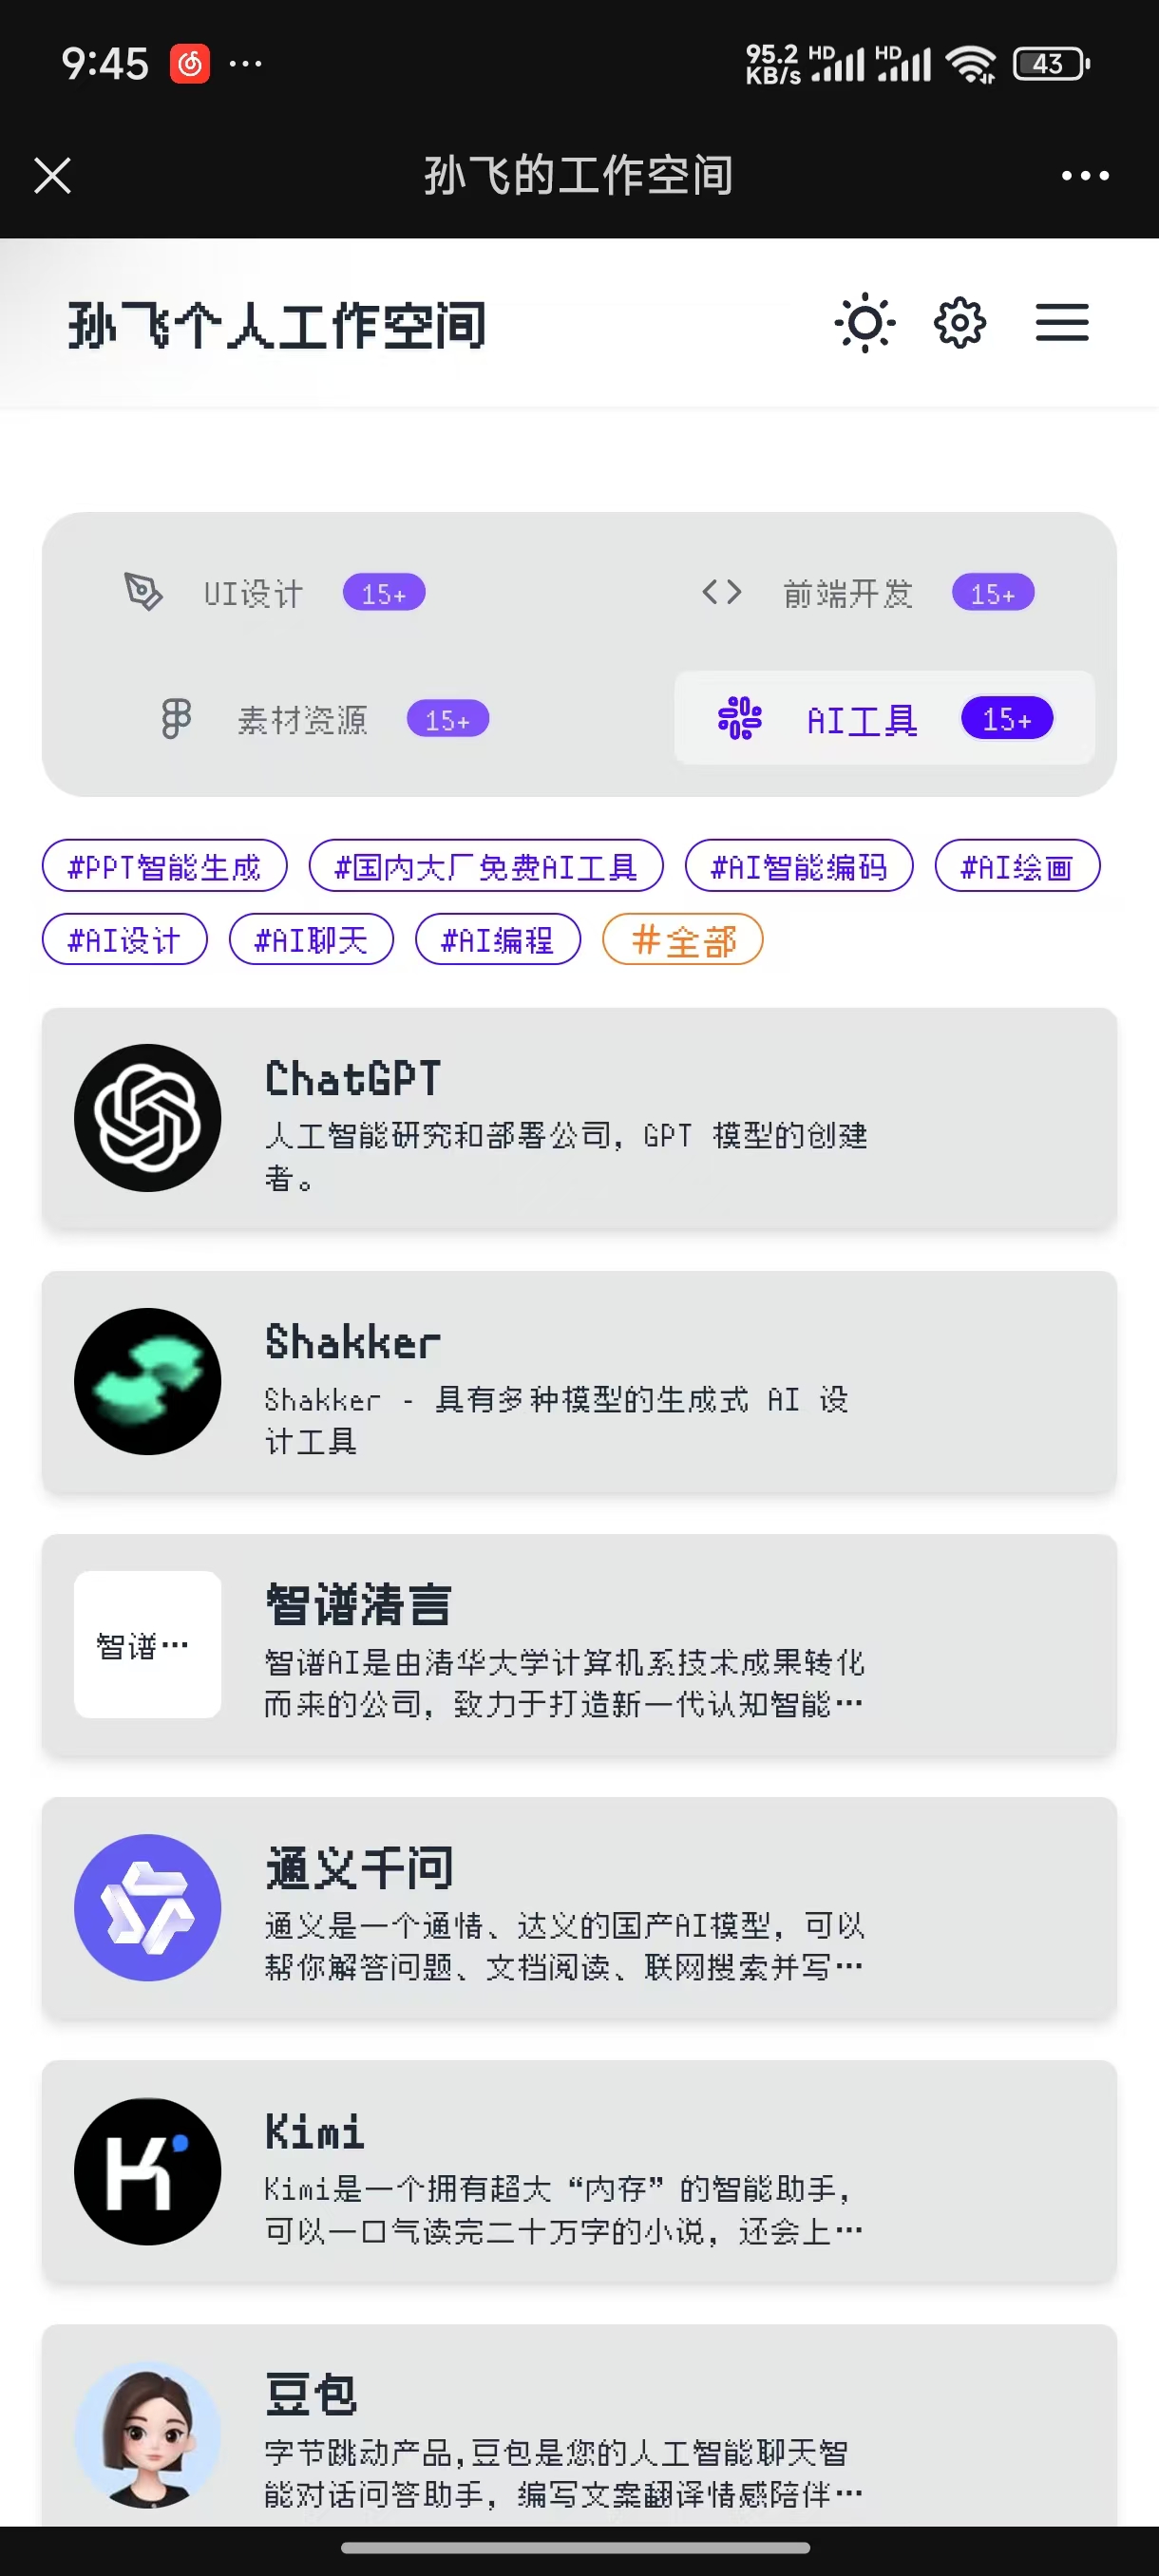 9:45
95.2
KB/s
HD
HD
43
孙飞的工作空间
孙飞个人工作空间
UI设计 15+
前端开发 15+
素材资源 15+
AI工具 15+
#PPT智能生成 #国内大厂免费AI工具 #AI智能编码 #AI绘画
#AI设计 #AI聊天 #AI编程 #全部
ChatGPT
人工智能研究和部署公司，GPT 模型的创建
者。
Shakker
Shakker - 具有多种模型的生成式 AI 设
计工具
智谱…
智谱清言
智谱AI是由清华大学计算机系技术成果转化
而来的公司，致力于打造新一代认知智能…
通义千问
通义是一个通情、达义的国产AI模型，可以
帮你解答问题、文档阅读、联网搜索并写…
Kimi
Kimi是一个拥有超大“内存”的智能助手，
可以一口气读完二十万字的小说，还会上…
豆包
字节跳动产品,豆包是您的人工智能聊天智
能对话问答助手，编写文案翻译情感陪伴…